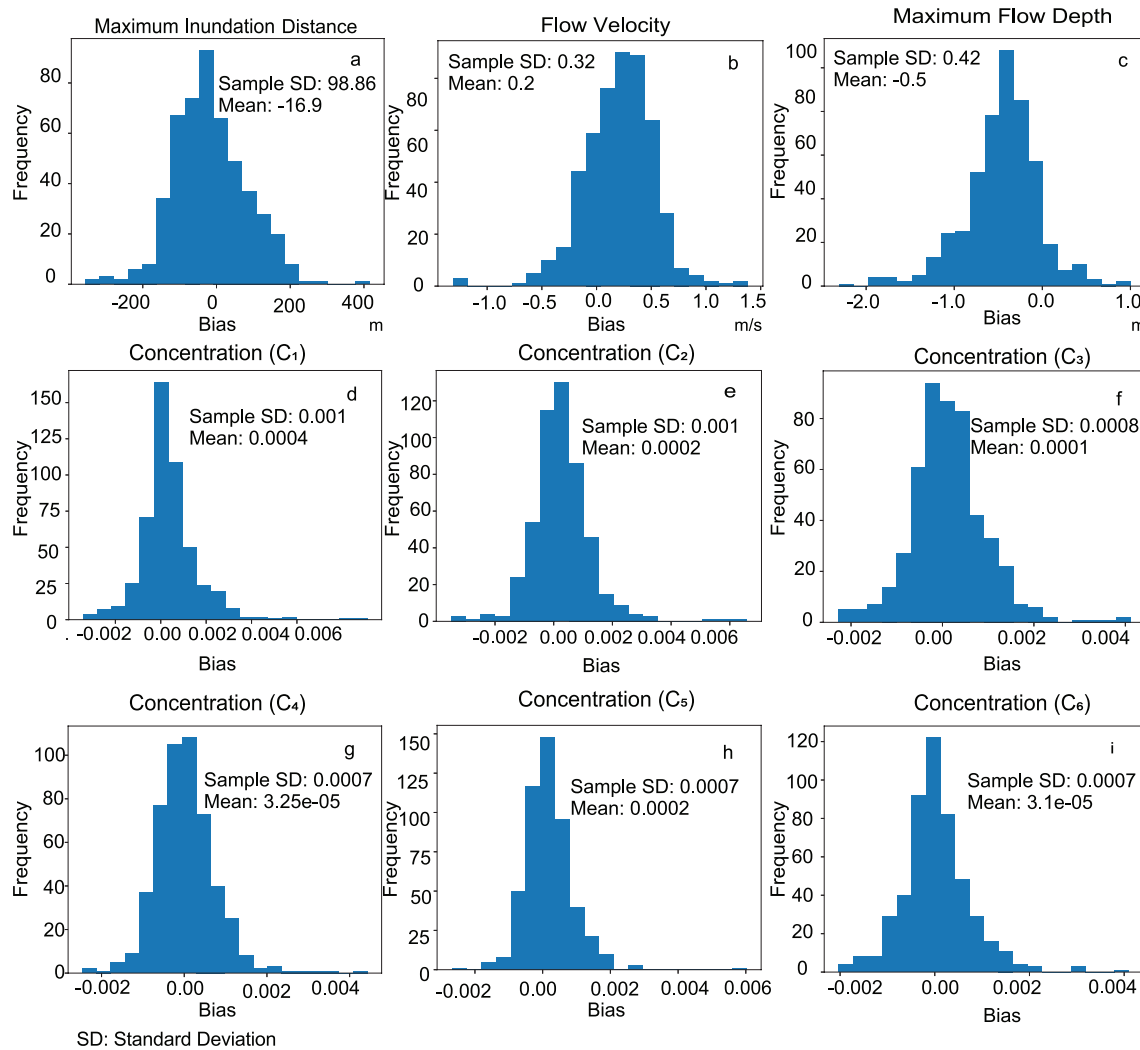 Maximum Inundation Distance
a
Sample SD: 98.86
Mean: -16.9
Frequency
80
60
40
20
0
-200
0
200
400
Bias
m
Flow Velocity
b
Sample SD: 0.32
Mean: 0.2
Frequency
80
60
40
20
0
-1.0
-0.5
0.0
0.5
1.0
1.5
Bias
m/s
Maximum Flow Depth
c
Sample SD: 0.42
Mean: -0.5
Frequency
100
80
60
40
20
0
-2.0
-1.0
0.0
1.0
Bias
m
Concentration (C₁)
d
Sample SD: 0.001
Mean: 0.0004
Frequency
150
125
100
75
50
25
0
-0.002
0.00
0.002
0.004
0.006
Bias
Concentration (C₂)
e
Sample SD: 0.001
Mean: 0.0002
Frequency
120
100
80
60
40
20
0
-0.002
0.00
0.002
0.004
0.006
Bias
Concentration (C₃)
f
Sample SD: 0.0008
Mean: 0.0001
Frequency
80
60
40
20
0
-0.002
0.00
0.002
0.004
Bias
Concentration (C₄)
g
Sample SD: 0.0007
Mean: 3.25e-05
Frequency
100
80
60
40
20
0
-0.002
0.00
0.002
0.004
Bias
Concentration (C₅)
h
Sample SD: 0.0007
Mean: 0.0002
Frequency
150
125
100
75
50
25
0
-0.002
0.00
0.002
0.004
0.006
Bias
Concentration (C₆)
i
Sample SD: 0.0007
Mean: 3.1e-05
Frequency
120
100
80
60
40
20
0
-0.002
0.00
0.002
0.004
Bias
SD: Standard Deviation